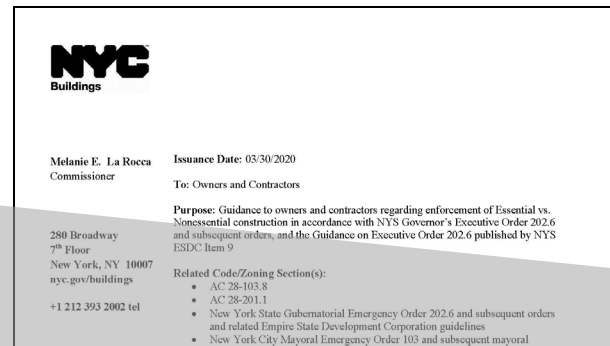 NYC
Buildings
Melanie E. La Rocca
Commissioner
280 Broadway
7th Floor
New York, NY 10007
nyc.gov/buildings
+1 212 393 2002 tel
Issuance Date: 03/30/2020
To: Owners and Contractors
Purpose: Guidance to owners and contractors regarding enforcement of Essential vs.
Nonessential construction in accordance with NYS Governor's Executive Order 202.6
and subsequent orders, and the Guidance on Executive Order 202.6 published by NYS
ESDC Item 9
Related Code/Zoning Section(s):
• AC 28-103.8
• AC 28-201.1
• New York State Gubernatorial Emergency Order 202.6 and subsequent orders
and related Empire State Development Corporation guidelines
• New York City Mayoral Emergency Order 103 and subsequent mayoral